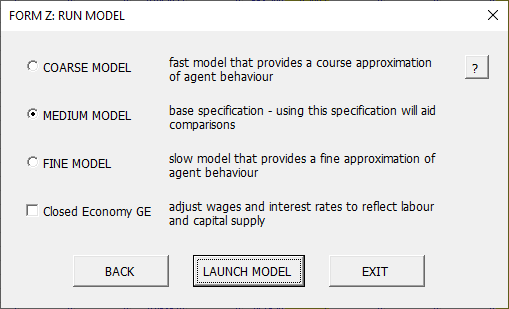 FORM Z: RUN MODEL
COARSE MODEL
fast model that provides a course approximation
of agent behaviour
?
MEDIUM MODEL
base specification - using this specification will aid
comparisons
FINE MODEL
slow model that provides a fine approximation of
agent behaviour
Closed Economy GE
adjust wages and interest rates to reflect labour
and capital supply
BACK
LAUNCH MODEL
EXIT